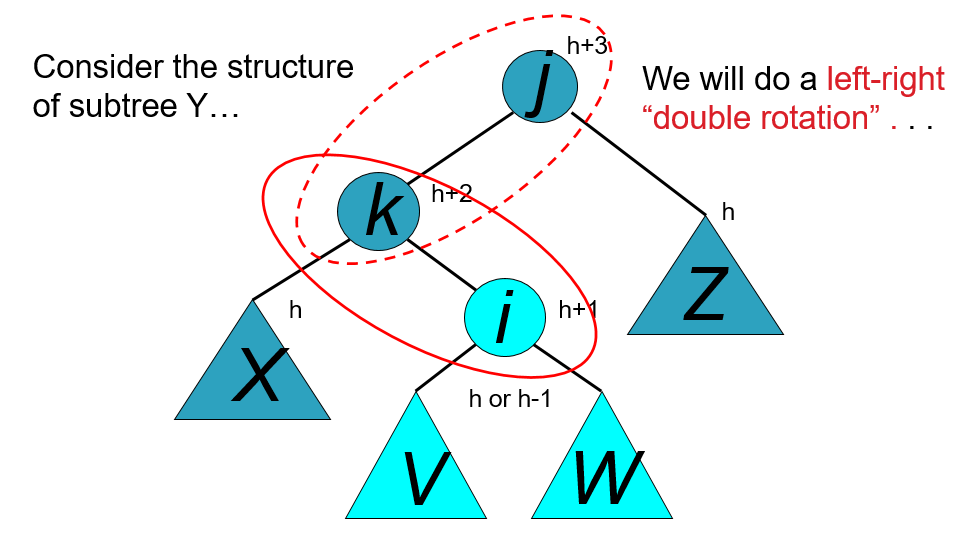 Consider the structure
of subtree Y…
We will do a left-right
“double rotation” . . .
j
h+3
k
h+2
h
Z
h
X
i
h+1
h or h-1
V
W